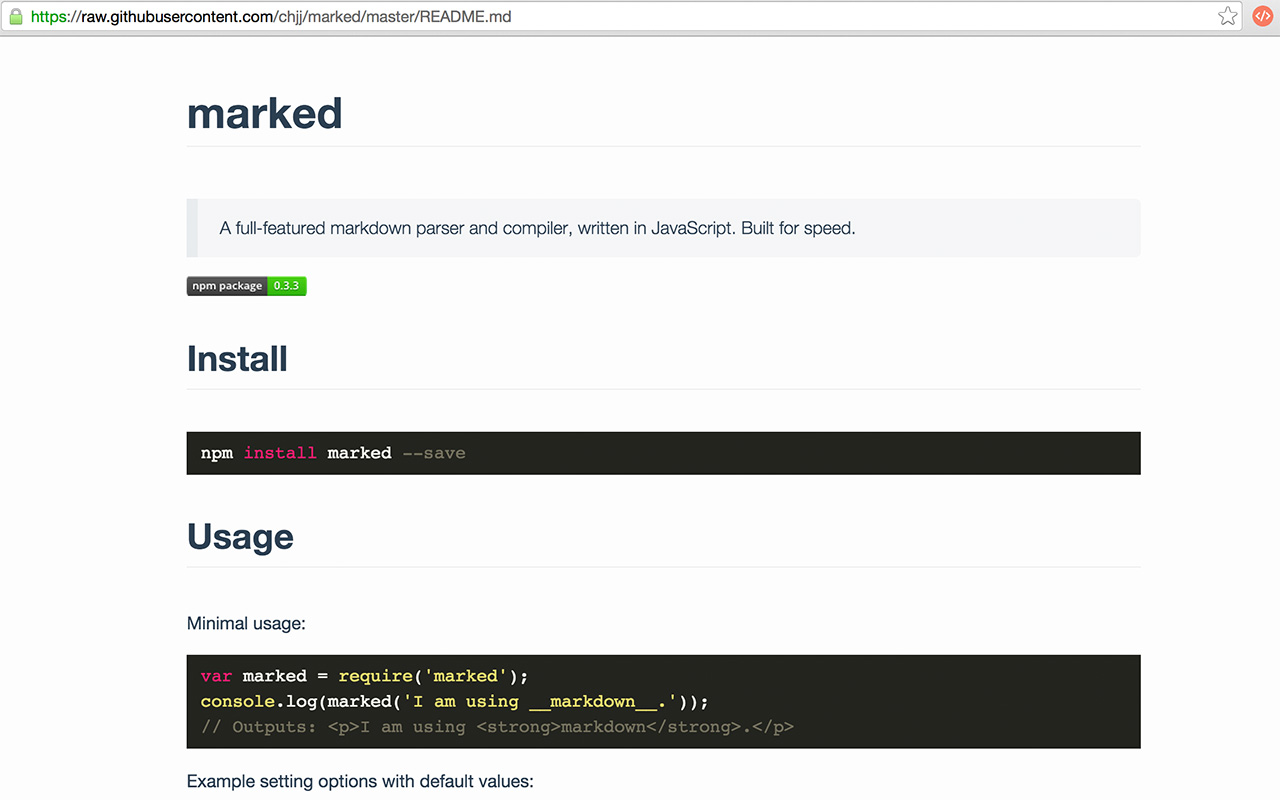 https://raw.githubusercontent.com/chjj/marked/master/README.md
marked
A full-featured markdown parser and compiler, written in JavaScript. Built for speed.
npm package 0.3.3
Install
npm install marked --save
Usage
Minimal usage:
var marked = require('marked');
console.log(marked('I am using __markdown__.'));
// Outputs: <p>I am using <strong>markdown</strong>.</p>
Example setting options with default values: